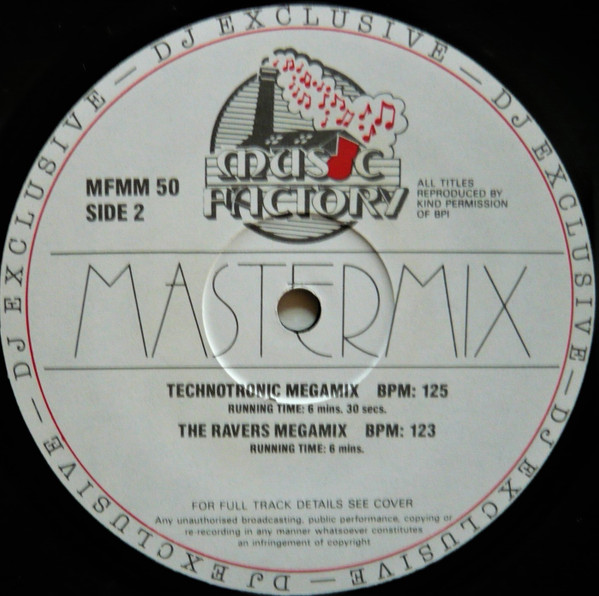 DJ EXCLUSIVE — DJ EXCLUSIVE — DJ EXCLUSIVE — DJ EXCLUSIVE — DJ EXCLUSIVE — DJ EXCLUSIVE —
MUSIC
FACTORY
MFMM 50
SIDE 2
ALL TITLES
REPRODUCED BY
KIND PERMISSION
OF BPI
MASTERMIX
TECHNOTRONIC MEGAMIX BPM: 125
RUNNING TIME: 6 mins. 30 secs.
THE RAVERS MEGAMIX BPM: 123
RUNNING TIME: 6 mins.
FOR FULL TRACK DETAILS SEE COVER
Any unauthorised broadcasting, public performance, copying or
re-recording in any manner whatsoever constitutes
an infringement of copyright